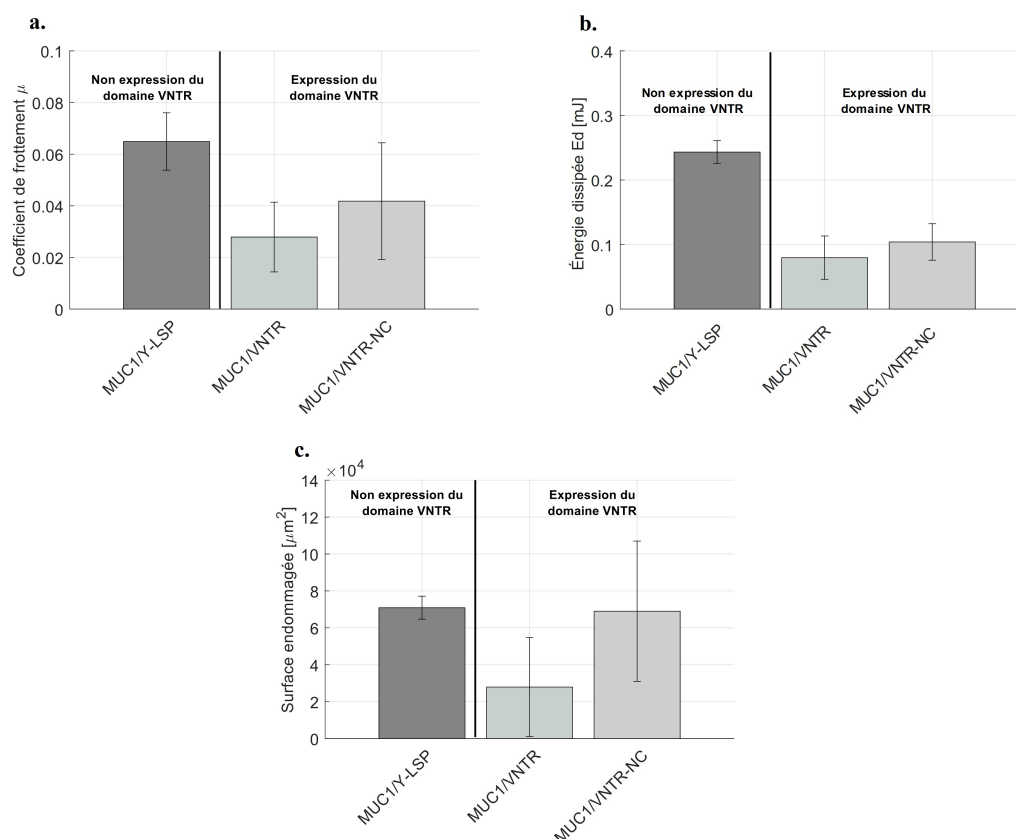 a.
0.1
0.08
0.06
0.04
0.02
0
Coefficient de frottement μ
Non expression du
domaine VNTR
Expression du
domaine VNTR
MUC1/Y-LSP
MUC1/VNTR
MUC1/VNTR-NC
b.
0.4
0.3
0.2
0.1
0
Énergie dissipée Ed [mJ]
Non expression du
domaine VNTR
Expression du
domaine VNTR
MUC1/Y-LSP
MUC1/VNTR
MUC1/VNTR-NC
c.
×10⁴
14
12
10
8
6
4
2
0
Surface endommagée [μm²]
Non expression du
domaine VNTR
Expression du
domaine VNTR
MUC1/Y-LSP
MUC1/VNTR
MUC1/VNTR-NC